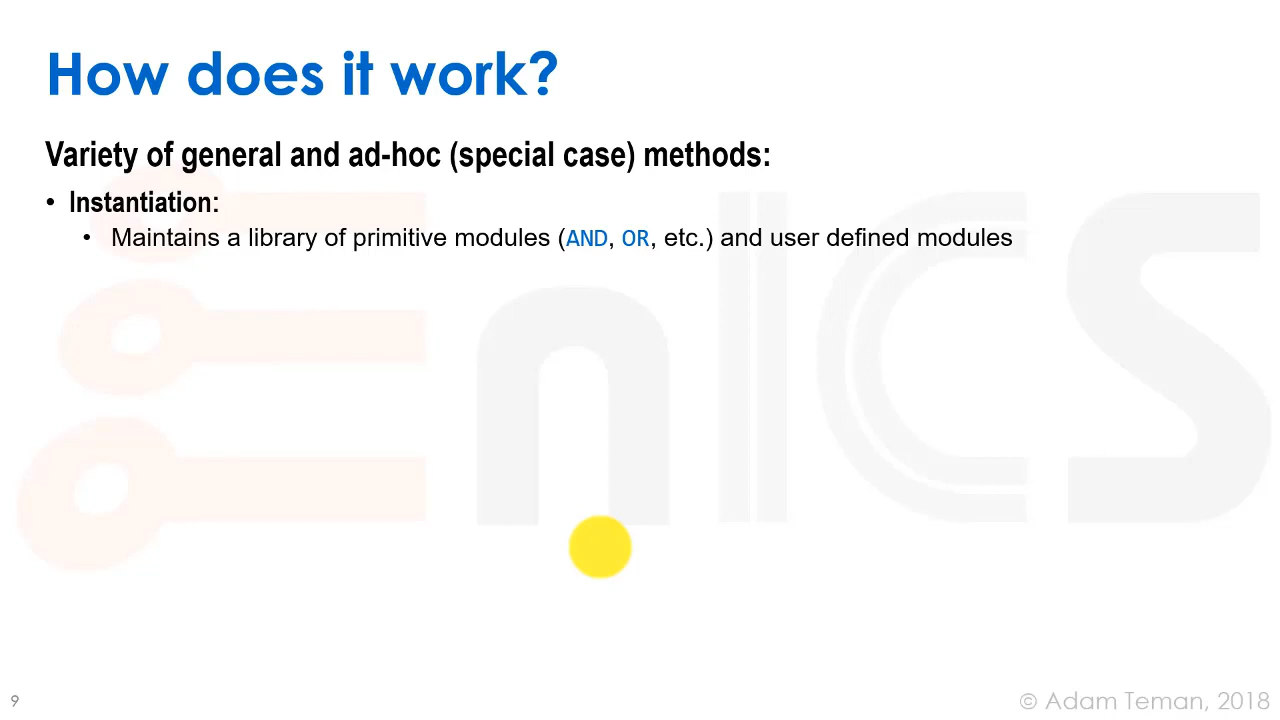 How does it work?
Variety of general and ad-hoc (special case) methods:
• Instantiation:
• Maintains a library of primitive modules (AND, OR, etc.) and user defined modules
enICS
9
© Adam Teman, 2018